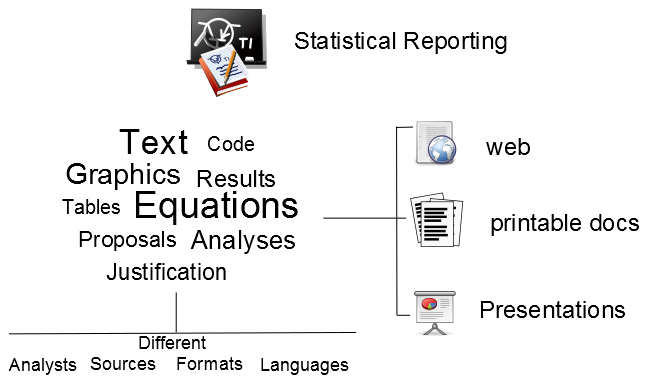 TI
Statistical Reporting
TI
Text Code
Graphics Results
Tables Equations
Proposals Analyses
Justification
web
printable docs
Presentations
Different
Analysts Sources Formats Languages